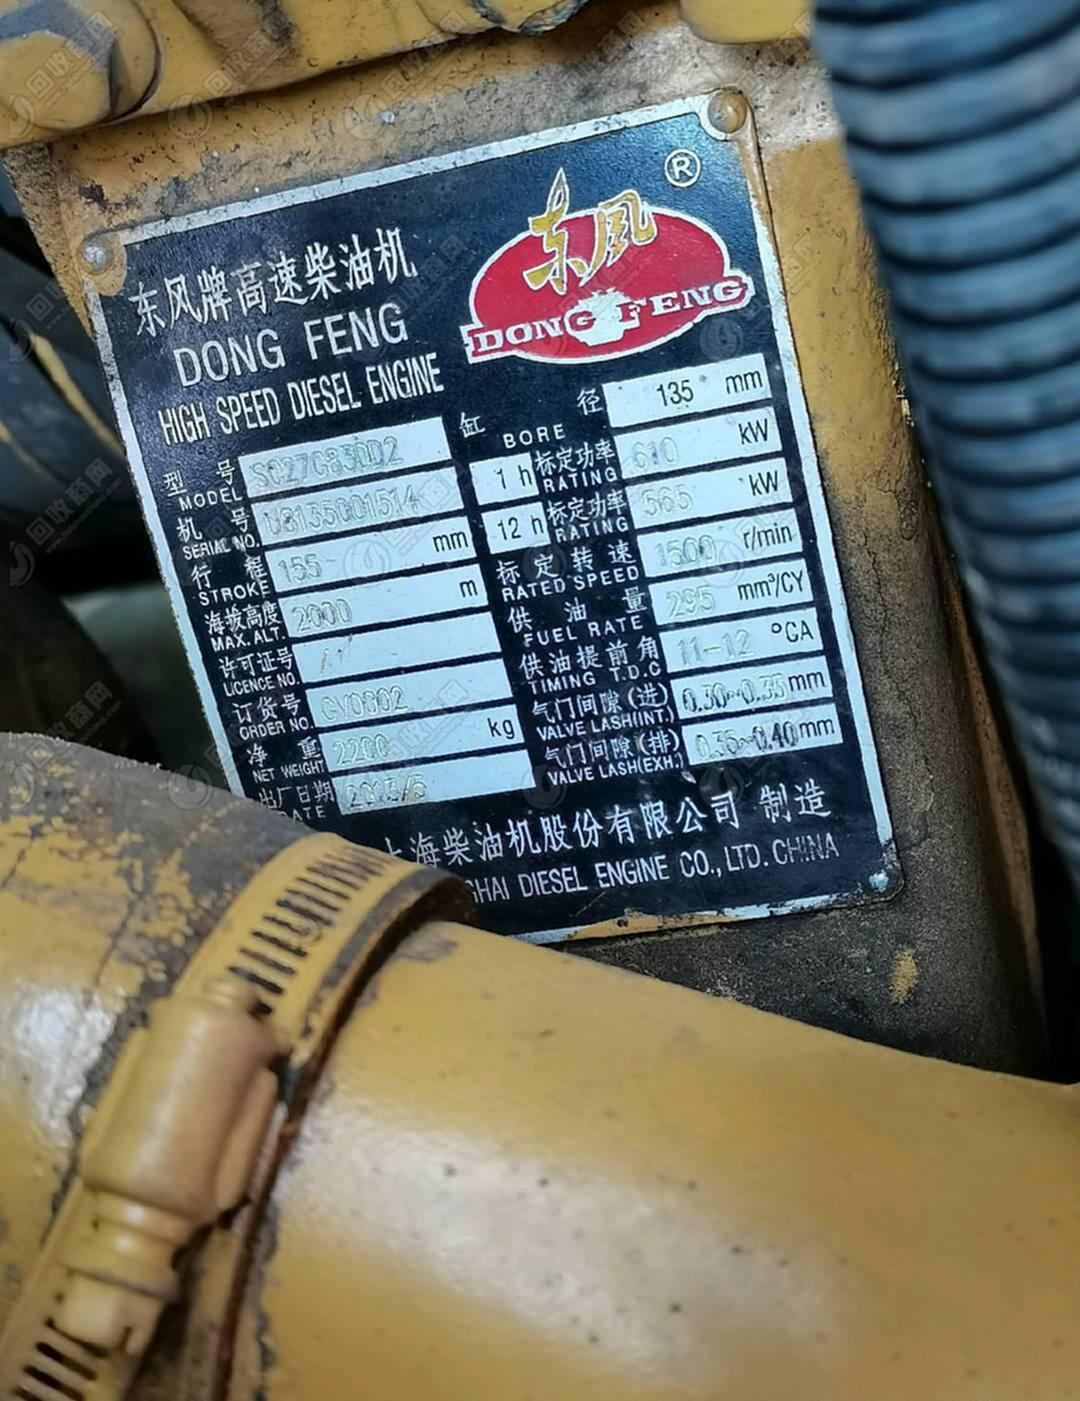 东风牌高速柴油机
DONG FENG
HIGH SPEED DIESEL ENGINE
东风
®
DONG FENG
型 号 MODEL SC27G830D2
机 号 SERIAL NO.
行 程 STROKE 155 mm
海拔高度 MAX. ALT. 2000 m
许可证号 LICENCE NO.
订货号 ORDER NO.
净 重 NET WEIGHT 2200 kg
出厂日期
缸 径 BORE 135 mm
1 h 标定功率 RATING 610 kW
12 h 标定功率 RATING 565 kW
标定转速 RATED SPEED 1500 r/min
供油量 FUEL RATE 295 mm³/CY
供油提前角 TIMING T.D.C 11-12 °CA
气门间隙(进) VALVE LASH(INT.) 0.30~0.35 mm
气门间隙(排) VALVE LASH(EXH.) 0.35~0.40 mm
上海柴油机股份有限公司 制造
HAI DIESEL ENGINE CO., LTD. CHINA